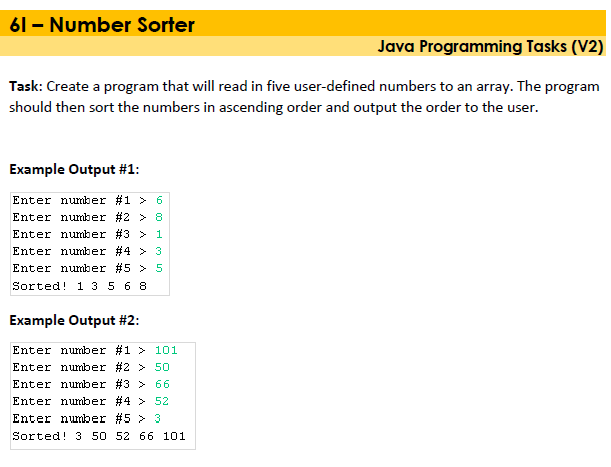 6I – Number Sorter
Java Programming Tasks (V2)
Task: Create a program that will read in five user-defined numbers to an array. The program
should then sort the numbers in ascending order and output the order to the user.
Example Output #1:
Enter number #1 > 6
Enter number #2 > 8
Enter number #3 > 1
Enter number #4 > 3
Enter number #5 > 5
Sorted! 1 3 5 6 8
Example Output #2:
Enter number #1 > 101
Enter number #2 > 50
Enter number #3 > 66
Enter number #4 > 52
Enter number #5 > 3
Sorted! 3 50 52 66 101